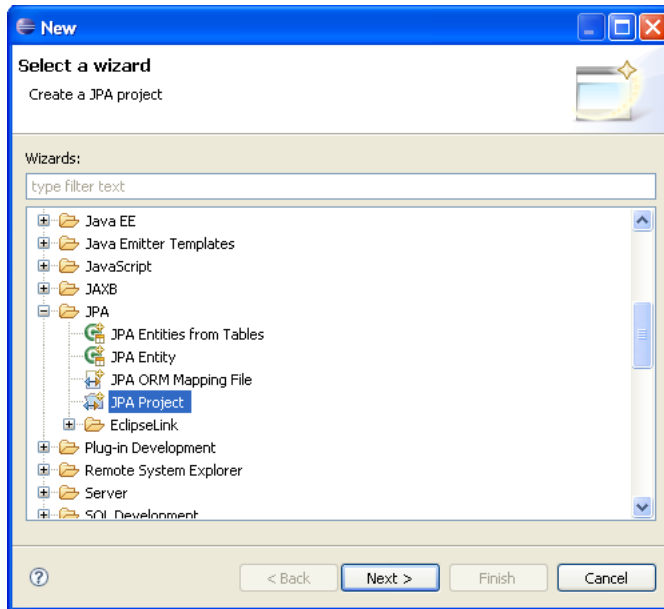 New
Select a wizard
Create a JPA project
Wizards:
type filter text
Java EE
Java Emitter Templates
JavaScript
JAXB
JPA
JPA Entities from Tables
JPA Entity
JPA ORM Mapping File
JPA Project
EclipseLink
Plug-in Development
Remote System Explorer
Server
SQL Development
?
< Back Next > Finish Cancel